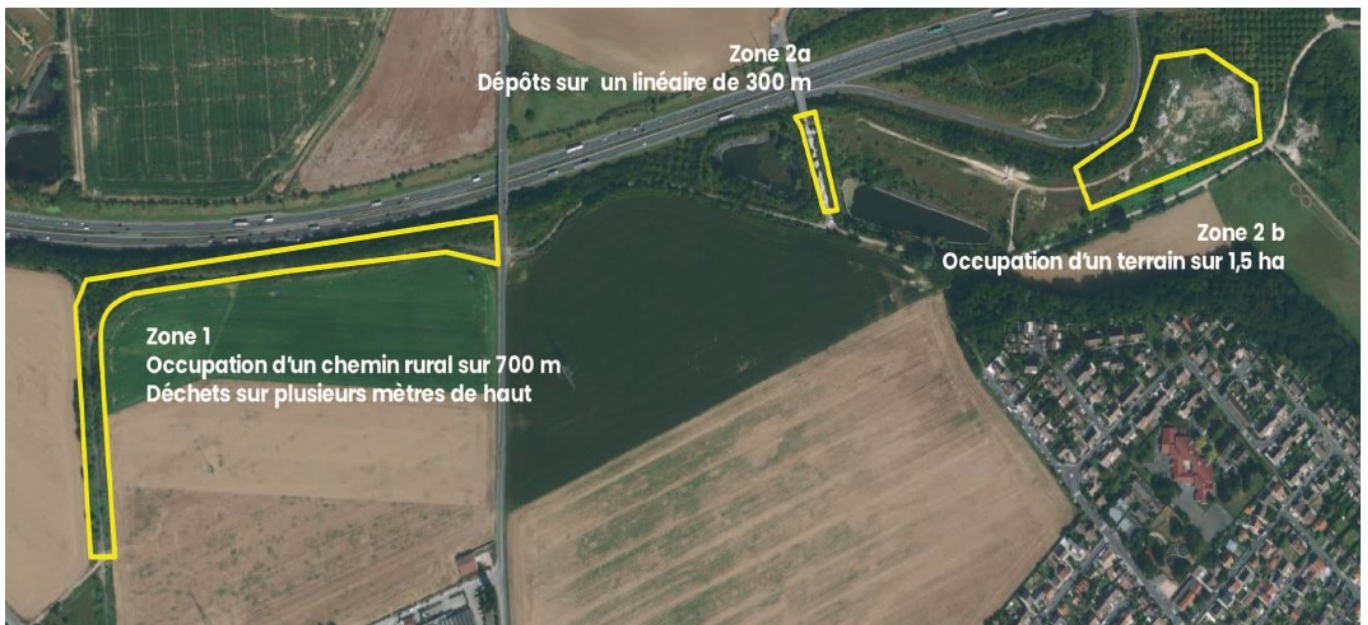 Zone 2a
Dépôts sur un linéaire de 300 m
Zone 2 b
Occupation d'un terrain sur 1,5 ha
Zone 1
Occupation d'un chemin rural sur 700 m
Déchets sur plusieurs mètres de haut